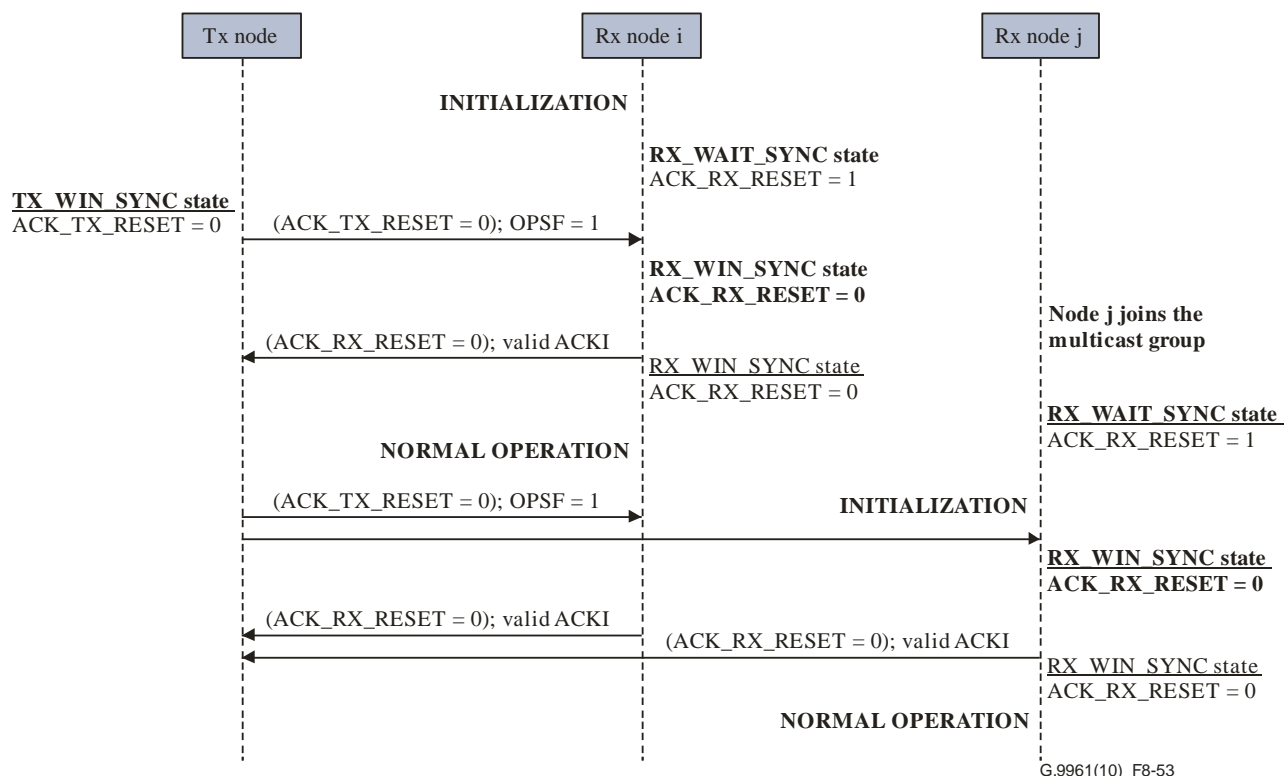 Tx node
Rx node i
Rx node j
INITIALIZATION
RX_WAIT_SYNC state
ACK_RX_RESET = 1
TX_WIN_SYNC state
ACK_TX_RESET = 0
(ACK_TX_RESET = 0); OPSF = 1
RX_WIN_SYNC state
ACK_RX_RESET = 0
Node j joins the
multicast group
(ACK_RX_RESET = 0); valid ACKI
RX_WIN_SYNC state
ACK_RX_RESET = 0
RX_WAIT_SYNC state
ACK_RX_RESET = 1
NORMAL OPERATION
(ACK_TX_RESET = 0); OPSF = 1
INITIALIZATION
RX_WIN_SYNC state
ACK_RX_RESET = 0
(ACK_RX_RESET = 0); valid ACKI
(ACK_RX_RESET = 0); valid ACKI
RX_WIN_SYNC state
ACK_RX_RESET = 0
NORMAL OPERATION
G.9961(10)_F8-53